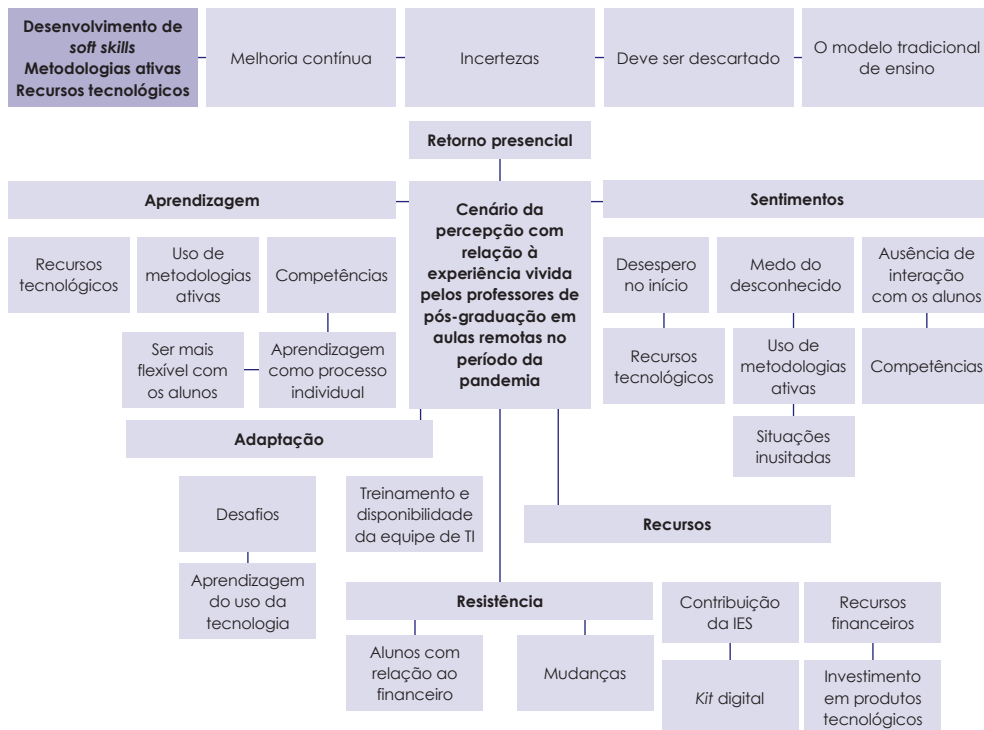 Desenvolvimento de
soft skills
Metodologias ativas
Recursos tecnológicos
Melhoria contínua
Incertezas
Deve ser descartado
O modelo tradicional
de ensino
Retorno presencial
Aprendizagem
Cenário da
percepção com
relação à
experiência vivida
pelos professores de
pós-graduação em
aulas remotas no
período da
pandemia
Sentimentos
Recursos
tecnológicos
Uso de
metodologias
ativas
Competências
Ser mais
flexível com
os alunos
Aprendizagem
como processo
individual
Desespero
no início
Medo do
desconhecido
Ausência de
interação
com os alunos
Recursos
tecnológicos
Uso de
metodologias
ativas
Competências
Situações
inusitadas
Adaptação
Desafios
Treinamento e
disponibilidade
da equipe de TI
Aprendizagem
do uso da
tecnologia
Recursos
Resistência
Alunos com
relação ao
financeiro
Mudanças
Contribuição
da IES
Recursos
financeiros
Kit digital
Investimento
em produtos
tecnológicos